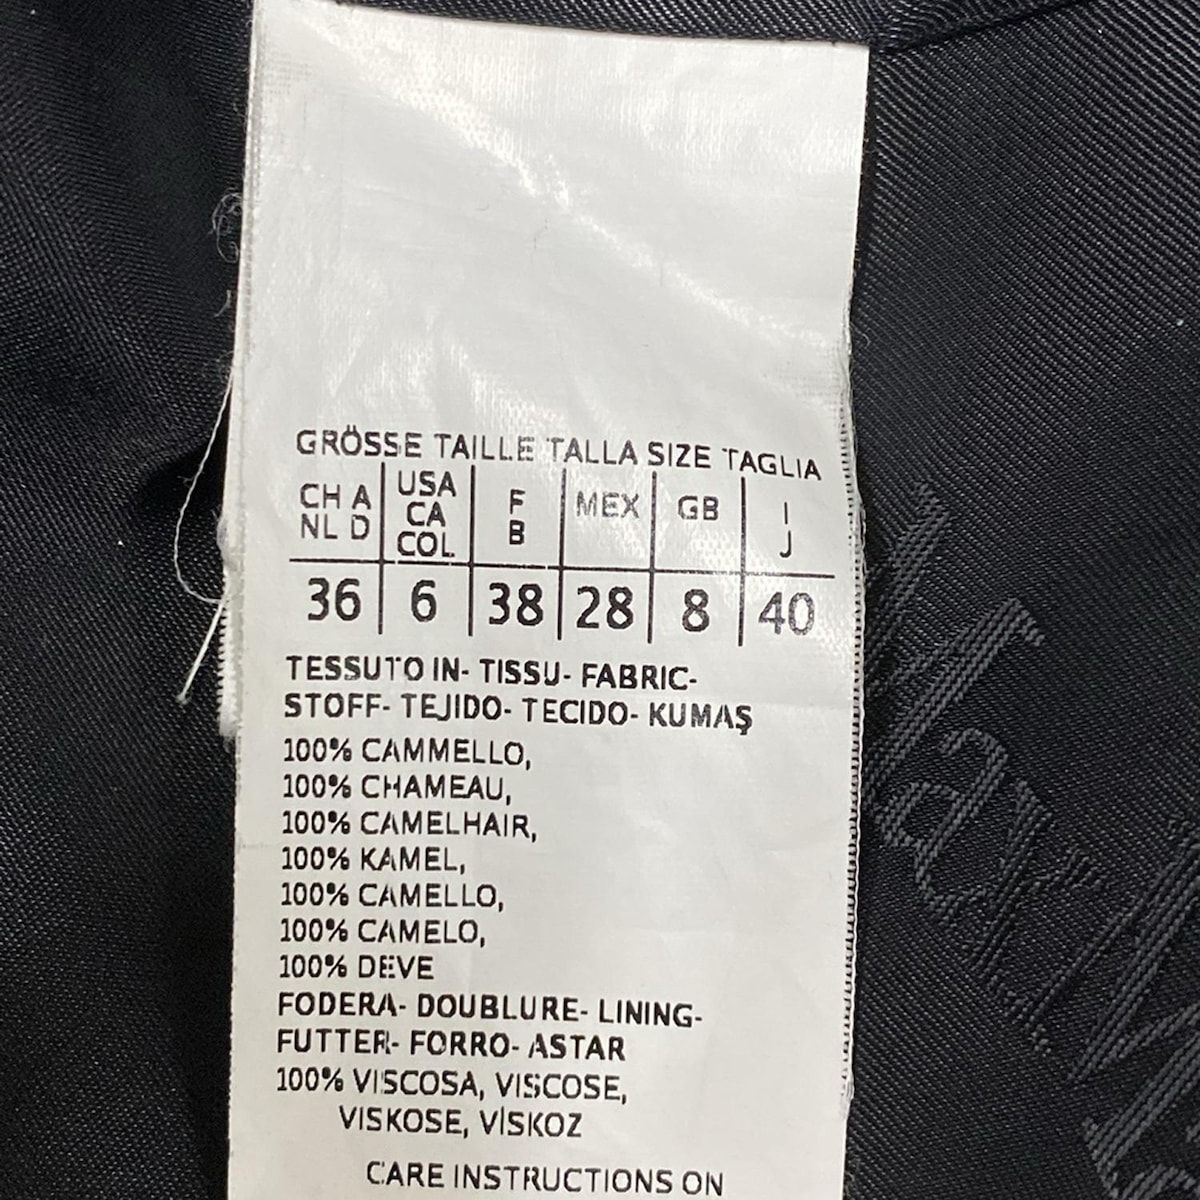 GRÖSSE TAILLE TALLA SIZE TAGLIA
CH A NL D | USA CA COL | F B | MEX | GB | I J
36 | 6 | 38 | 28 | 8 | 40
TESSUTO IN- TISSU- FABRIC-
STOFF- TEJIDO- TECIDO- KUMAŞ
100% CAMMELLO,
100% CHAMEAU,
100% CAMELHAIR,
100% KAMEL,
100% CAMELLO,
100% CAMELO,
100% DEVE
FODERA- DOUBLURE- LINING-
FUTTER- FORRO- ASTAR
100% VISCOSA, VISCOSE,
VISKOSE, VİSKOZ
CARE INSTRUCTIONS ON
Max